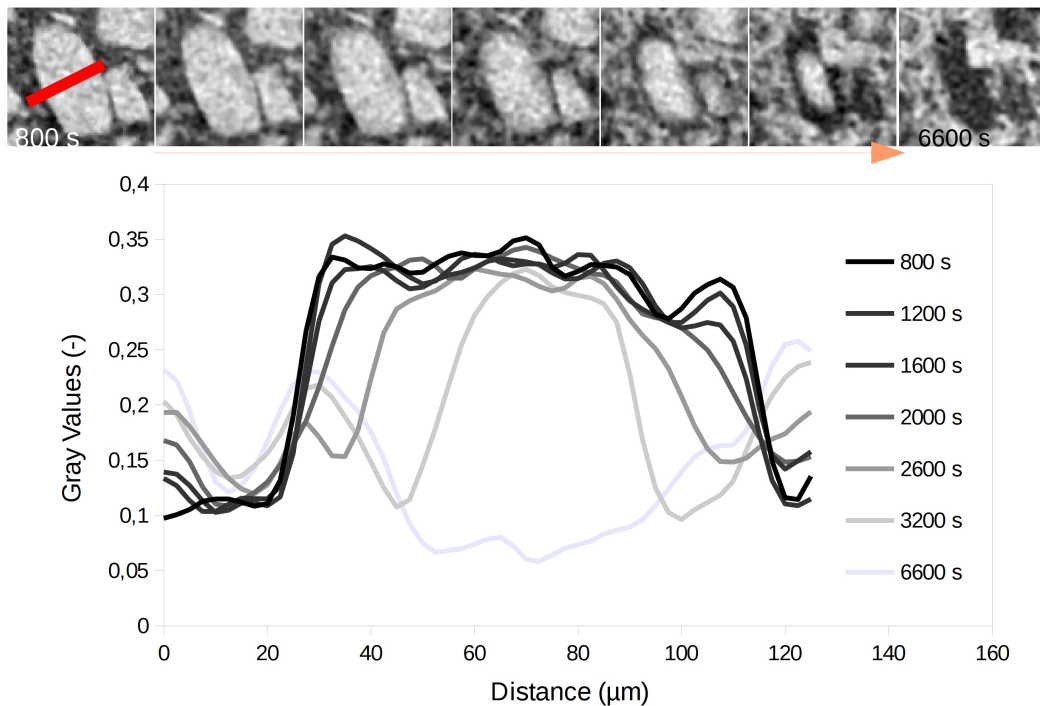 800 s
6600 s
0,4
0,35
0,3
0,25
0,2
0,15
0,1
0,05
0
Gray Values (-)
0 20 40 60 80 100 120 140 160
Distance (µm)
800 s
1200 s
1600 s
2000 s
2600 s
3200 s
6600 s